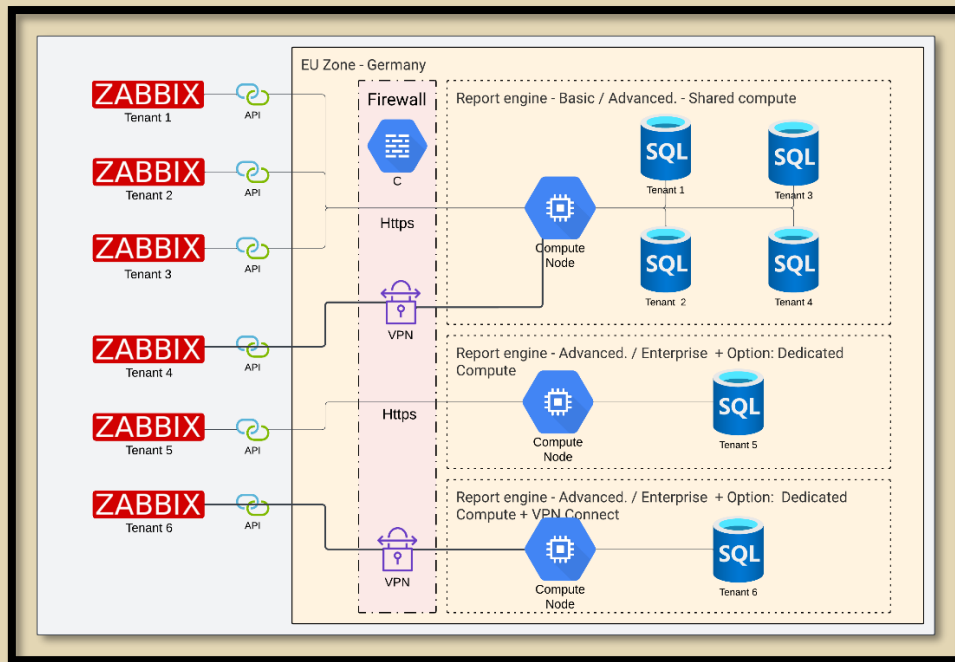 EU Zone - Germany
ZABBIX
Tenant 1
API
ZABBIX
Tenant 2
API
ZABBIX
Tenant 3
API
ZABBIX
Tenant 4
API
ZABBIX
Tenant 5
API
ZABBIX
Tenant 6
API
Firewall
C
Https
VPN
Https
VPN
Report engine - Basic / Advanced. - Shared compute
Compute
Node
SQL
Tenant 1
SQL
Tenant 3
SQL
Tenant 2
SQL
Tenant 4
Report engine - Advanced. / Enterprise + Option: Dedicated
Compute
Compute
Node
SQL
Tenant 5
Report engine - Advanced. / Enterprise + Option: Dedicated
Compute + VPN Connect
Compute
Node
SQL
Tenant 6